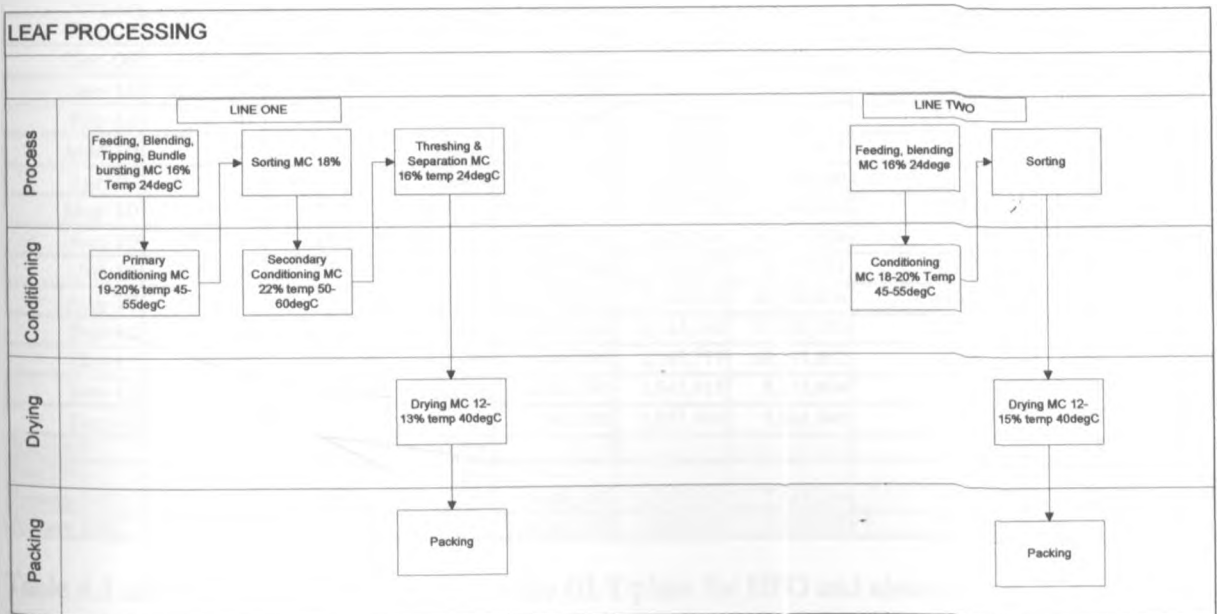 LEAF PROCESSING
Process
LINE ONE
Feeding, Blending,
Tipping, Bundle
bursting MC 16%
Temp 24degC
Sorting MC 18%
Threshing &
Separation MC
16% temp 24degC
LINE TWO
Feeding, blending
MC 16% 24dege
Sorting
Conditioning
Primary
Conditioning MC
19-20% temp 45-
55degC
Secondary
Conditioning MC
22% temp 50-
60degC
Conditioning
MC 18-20% Temp
45-55degC
Drying
Drying MC 12-
13% temp 40degC
Drying MC 12-
15% temp 40degC
Packing
Packing
Packing